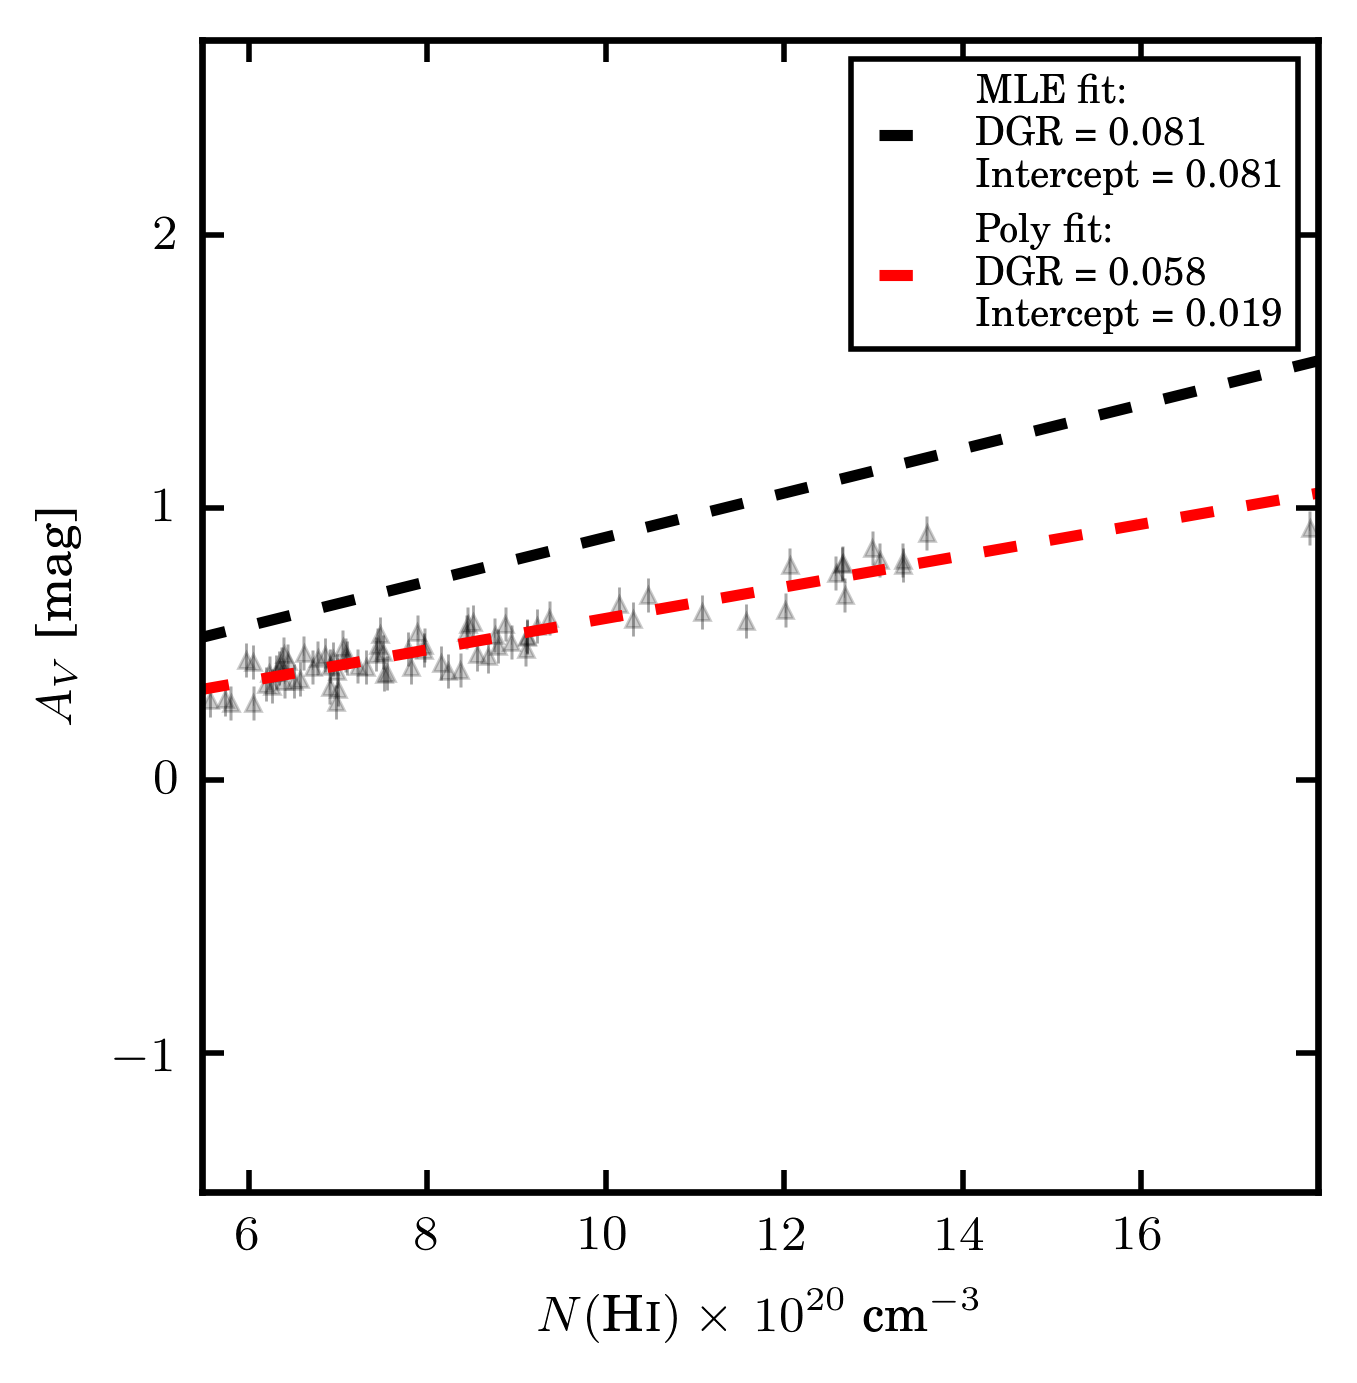 MLE fit:
DGR = 0.081
Intercept = 0.081
Poly fit:
DGR = 0.058
Intercept = 0.019
2
1
0
−1
A_V [mag]
6 8 10 12 14 16
N(HI) × 10^20 cm^−3